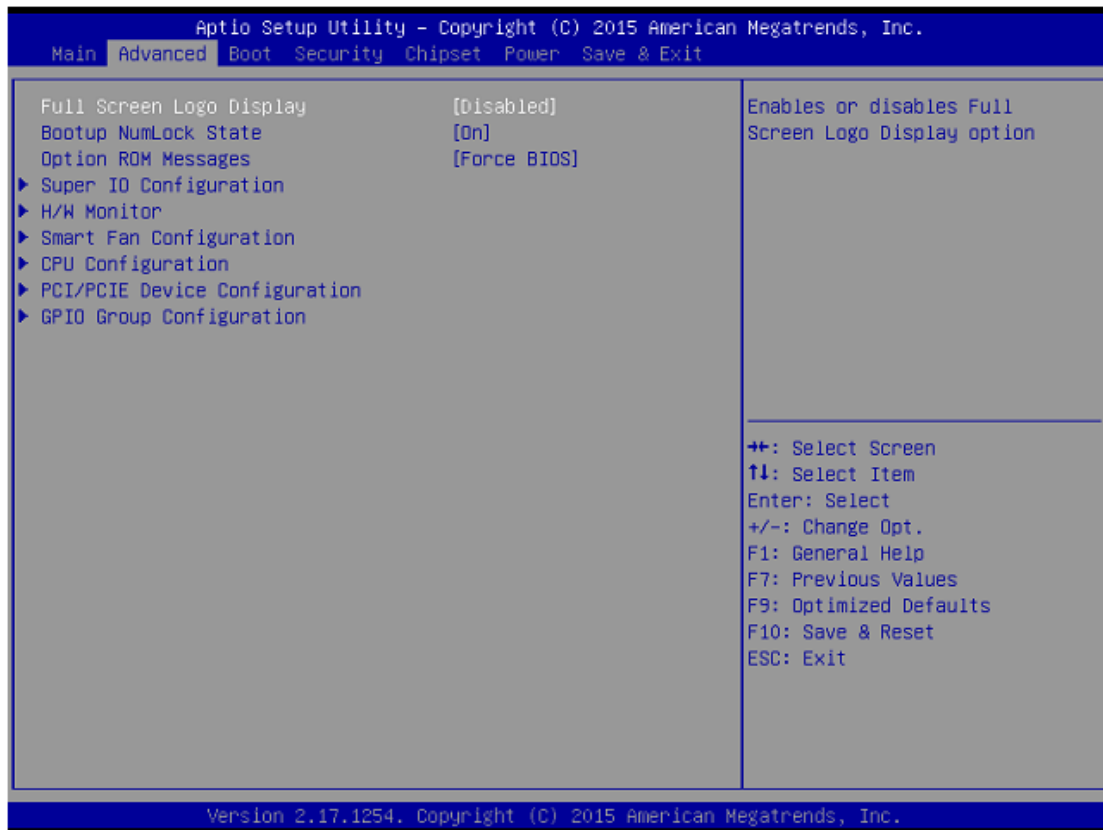 Aptio Setup Utility – Copyright (C) 2015 American Megatrends, Inc.
Main Advanced Boot Security Chipset Power Save & Exit
Full Screen Logo Display [Disabled]
Bootup NumLock State [On]
Option ROM Messages [Force BIOS]
▶ Super IO Configuration
▶ H/W Monitor
▶ Smart Fan Configuration
▶ CPU Configuration
▶ PCI/PCIE Device Configuration
▶ GPIO Group Configuration
Enables or disables Full
Screen Logo Display option
→←: Select Screen
↑↓: Select Item
Enter: Select
+/-: Change Opt.
F1: General Help
F7: Previous Values
F9: Optimized Defaults
F10: Save & Reset
ESC: Exit
Version 2.17.1254. Copyright (C) 2015 American Megatrends, Inc.